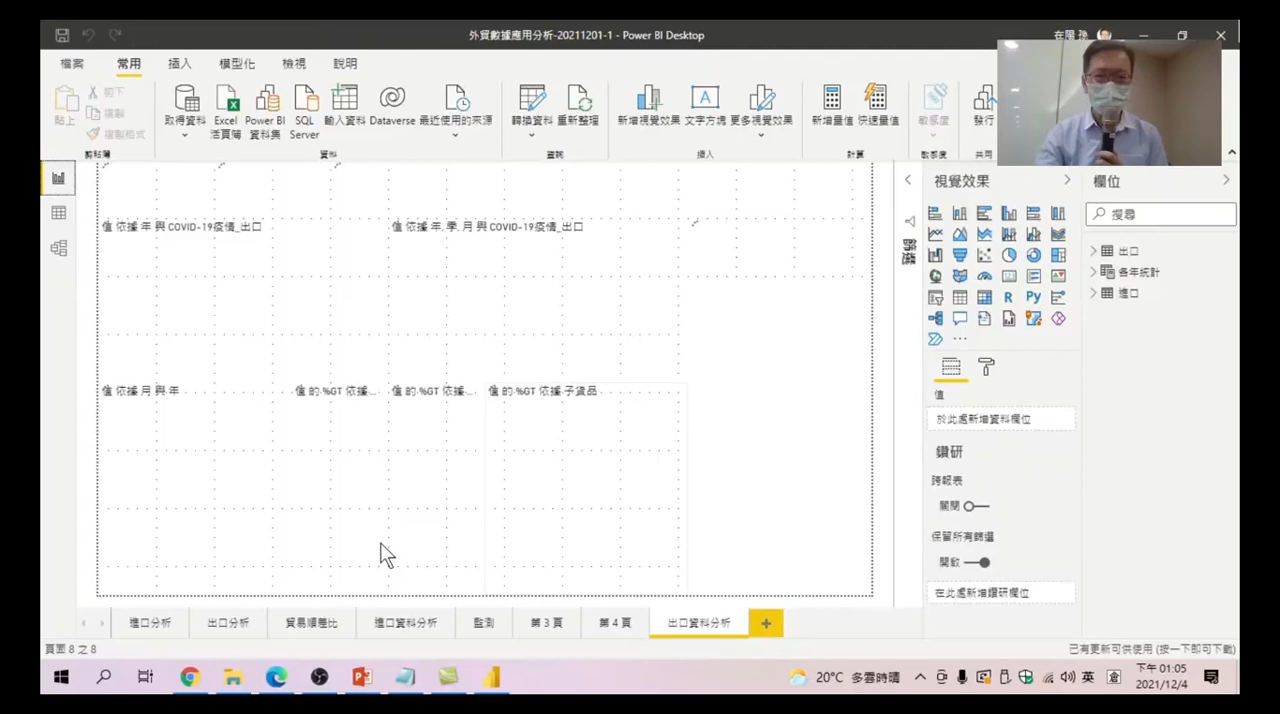 外貿數據應用分析-20211201-1 - Power BI Desktop
檔案 常用 插入 模型化 檢視 說明
貼上 剪下 複製 複製格式
取得資料 Excel 活頁簿 Power BI 資料集 SQL Server 輸入資料 Dataverse 最近使用的來源
轉換資料 重新整理
新增視覺效果 文字方塊 更多視覺效果
新增量值 快速量值
敏感度
發行
剪貼簿 資料 查詢 插入 計算 敏感度 共用
值 依據 年 與 COVID-19疫情_出口
值 依據 年, 季, 月 與 COVID-19疫情_出口
值 依據 月 與 年
值 的 %GT 依據...
值 的 %GT 依據...
值 的 %GT 依據 子貨品
篩選
視覺效果
R Py
值
於此處新增資料欄位
鑽研
跨報表
關閉
保留所有篩選
開啟
在此處新增鑽研欄位
欄位
搜尋
出口
各年統計
進口
進口分析 出口分析 貿易順差比 進口資料分析 監測 第 3 頁 第 4 頁 出口資料分析 +
頁面 8 之 8
已有更新可供使用 (按一下即可下載)
20°C 多雲時晴
英
倉
下午 01:05
2021/12/4